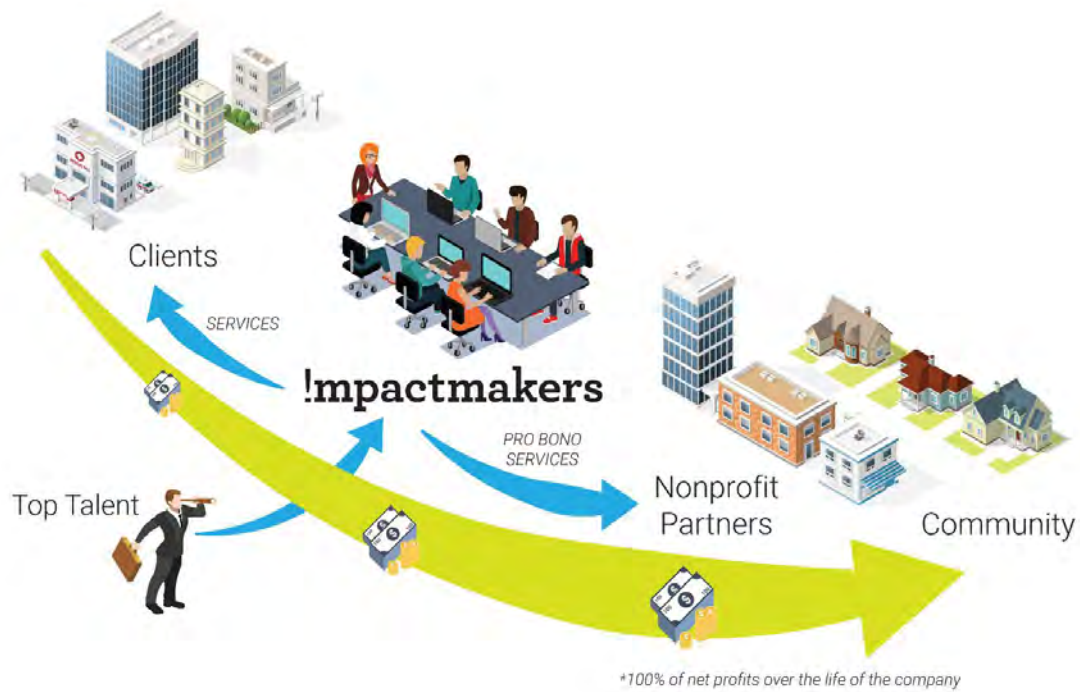 Clients
SERVICES
!mpactmakers
PRO BONO
SERVICES
Top Talent
Nonprofit
Partners
Community
*100% of net profits over the life of the company